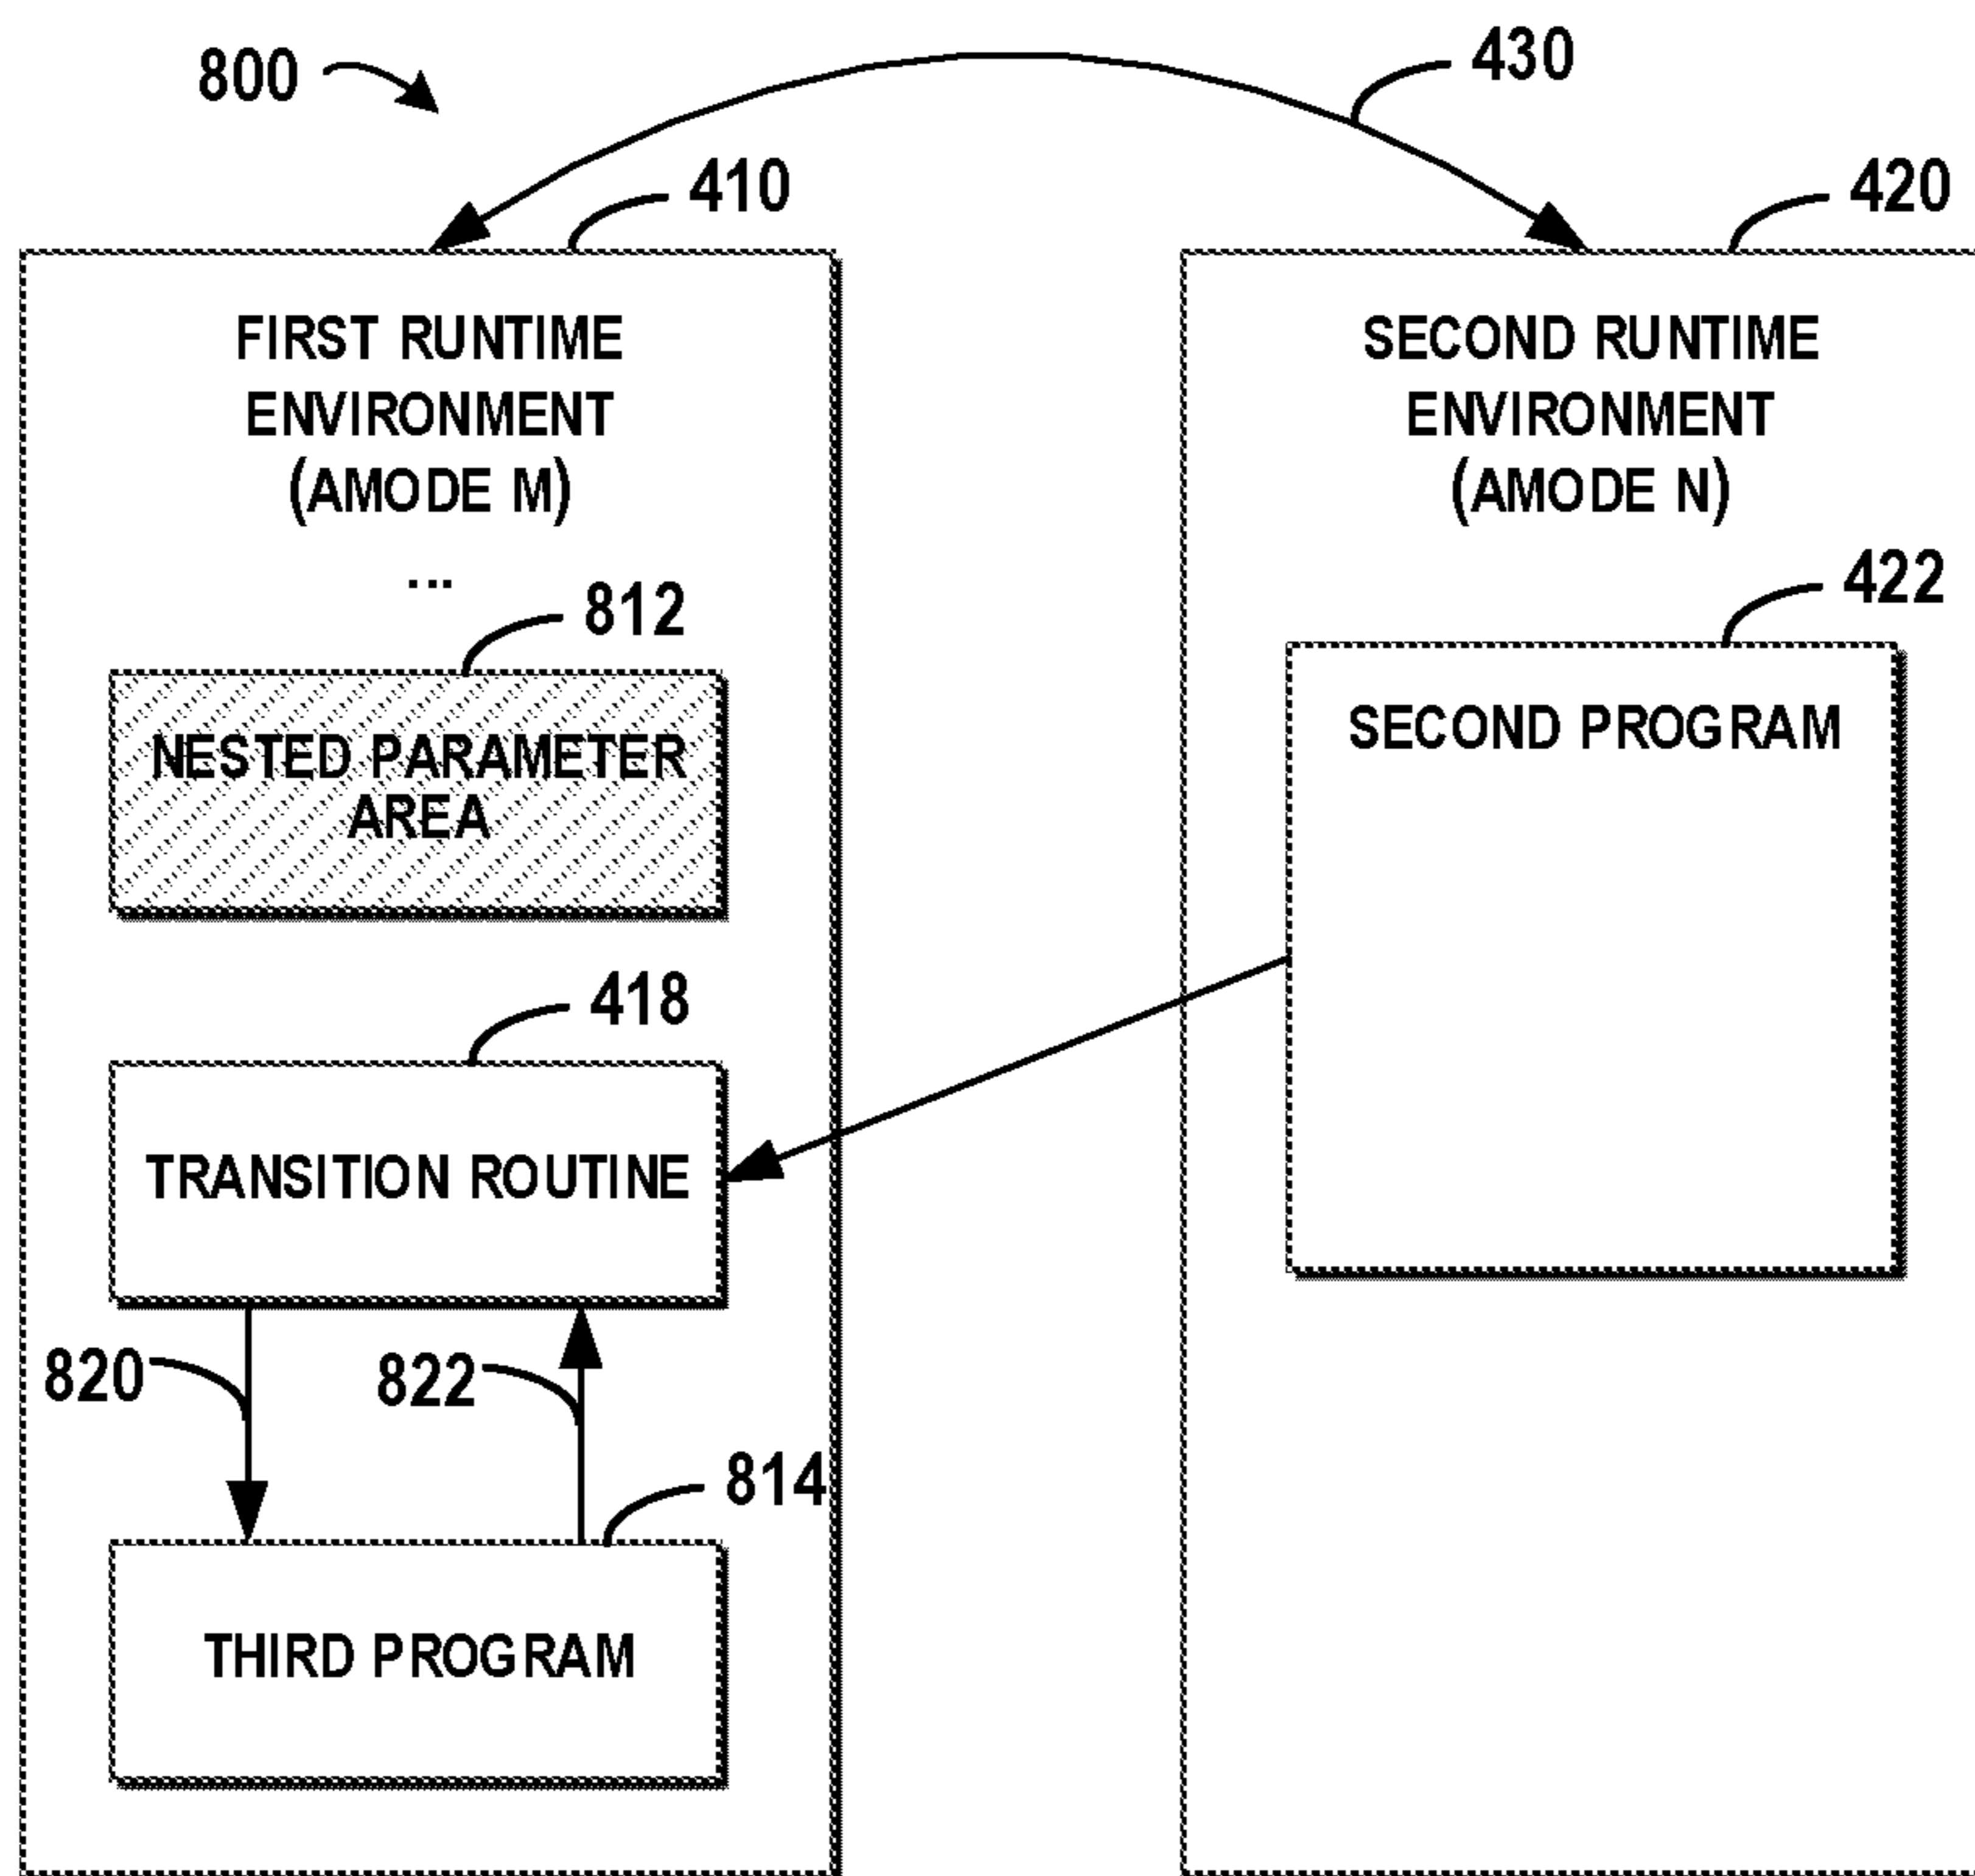 800
430
410
420
FIRST RUNTIME
ENVIRONMENT
(AMODE M)
...
812
NESTED PARAMETER
AREA
418
TRANSITION ROUTINE
820
822
814
THIRD PROGRAM
SECOND RUNTIME
ENVIRONMENT
(AMODE N)
422
SECOND PROGRAM